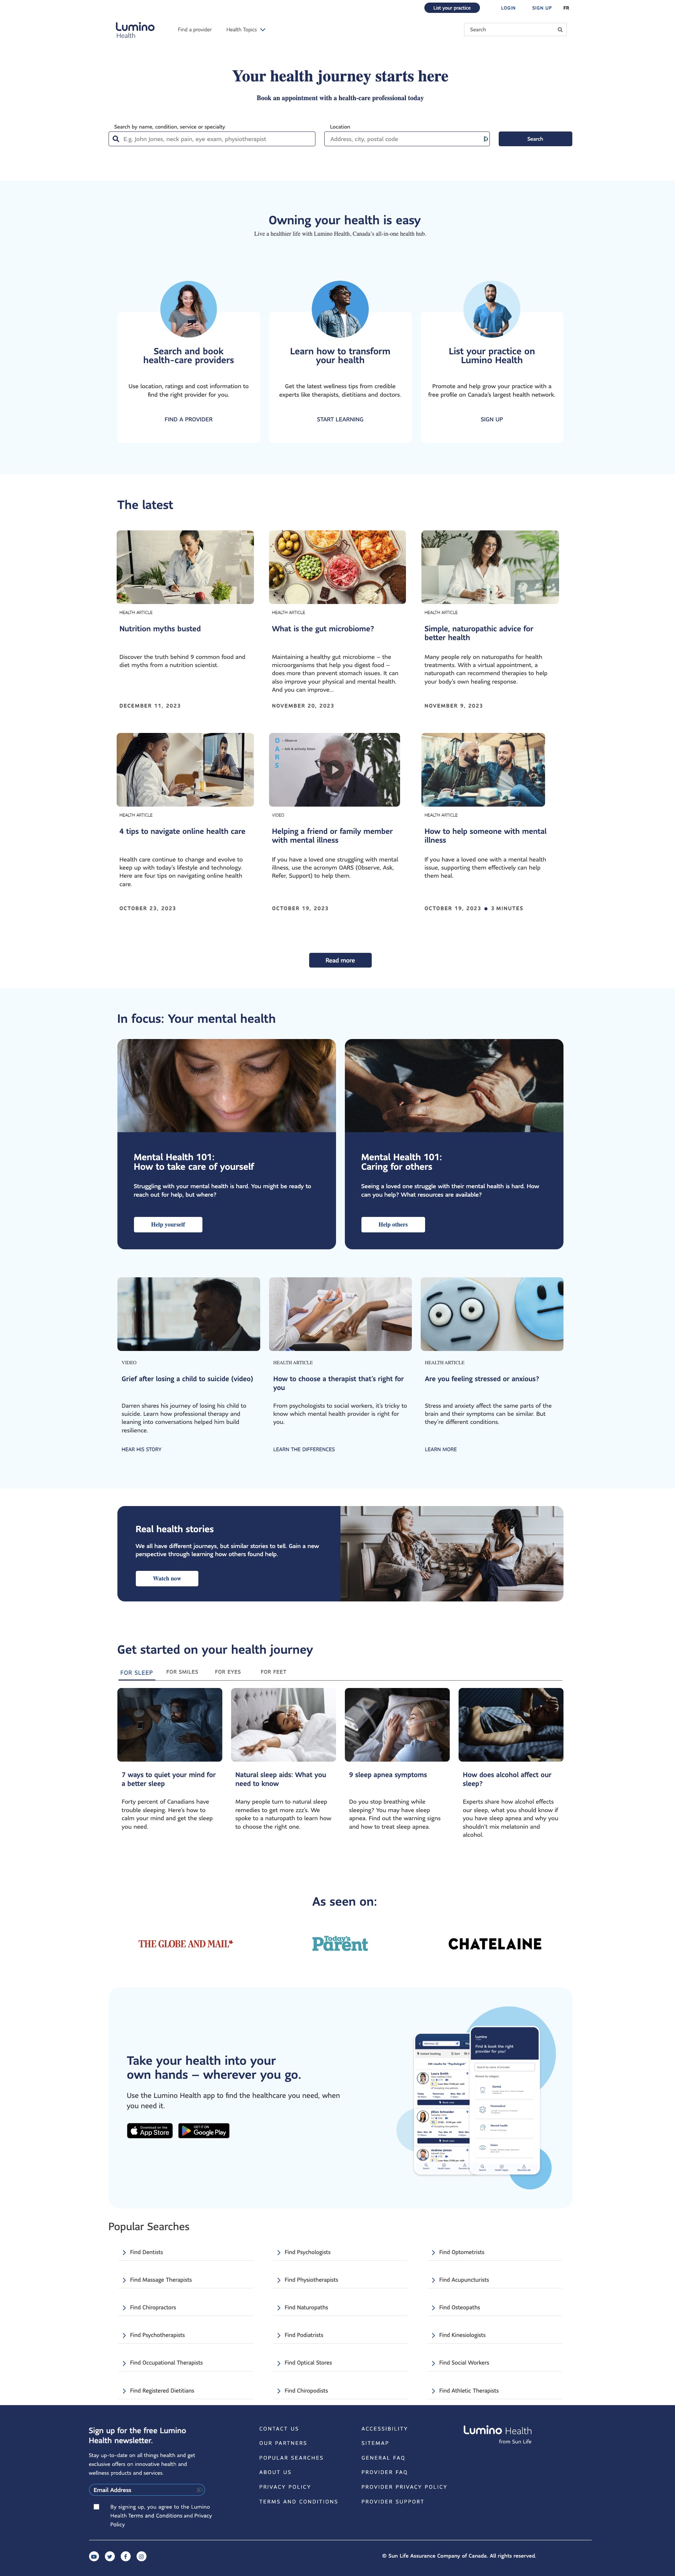 List your practice
LOGIN
SIGN UP
FR
Lumino
Health
Find a provider
Health Topics
Search
Your health journey starts here
Book an appointment with a health-care professional today
Search by name, condition, service or specialty
Location
E.g. John Jones, neck pain, eye exam, physiotherapist
Address, city, postal code
Search
Owning your health is easy
Live a healthier life with Lumino Health, Canada's all-in-one health hub.
Search and book
health-care providers
Use location, ratings and cost information to
find the right provider for you.
FIND A PROVIDER
Learn how to transform
your health
Get the latest wellness tips from credible
experts like therapists, dietitians and doctors.
START LEARNING
List your practice on
Lumino Health
Promote and help grow your practice with a
free profile on Canada's largest health network.
SIGN UP
The latest
HEALTH ARTICLE
Nutrition myths busted
Discover the truth behind 9 common food and
diet myths from a nutrition scientist.
DECEMBER 11, 2023
HEALTH ARTICLE
What is the gut microbiome?
Maintaining a healthy gut microbiome – the
microorganisms that help you digest food –
does more than prevent stomach issues. It can
also improve your physical and mental health.
And you can improve...
NOVEMBER 20, 2023
HEALTH ARTICLE
Simple, naturopathic advice for
better health
Many people rely on naturopaths for health
treatments. With a virtual appointment, a
naturopath can recommend therapies to help
your body's own healing response.
NOVEMBER 9, 2023
HEALTH ARTICLE
4 tips to navigate online health care
Health care continue to change and evolve to
keep up with today's lifestyle and technology.
Here are four tips on navigating online health
care.
OCTOBER 23, 2023
O – Observe
A – Ask & actively listen
R
S
VIDEO
Helping a friend or family member
with mental illness
If you have a loved one struggling with mental
illness, use the acronym OARS (Observe, Ask,
Refer, Support) to help them.
OCTOBER 19, 2023
HEALTH ARTICLE
How to help someone with mental
illness
If you have a loved one with a mental health
issue, supporting them effectively can help
them heal.
OCTOBER 19, 2023 ● 3 MINUTES
Read more
In focus: Your mental health
Mental Health 101:
How to take care of yourself
Struggling with your mental health is hard. You might be ready to
reach out for help, but where?
Help yourself
Mental Health 101:
Caring for others
Seeing a loved one struggle with their mental health is hard. How
can you help? What resources are available?
Help others
VIDEO
Grief after losing a child to suicide (video)
Darren shares his journey of losing his child to
suicide. Learn how professional therapy and
leaning into conversations helped him build
resilience.
HEAR HIS STORY
HEALTH ARTICLE
How to choose a therapist that's right for
you
From psychologists to social workers, it's tricky to
know which mental health provider is right for
you.
LEARN THE DIFFERENCES
HEALTH ARTICLE
Are you feeling stressed or anxious?
Stress and anxiety affect the same parts of the
brain and their symptoms can be similar. But
they're different conditions.
LEARN MORE
Real health stories
We all have different journeys, but similar stories to tell. Gain a new
perspective through learning how others found help.
Watch now
Get started on your health journey
FOR SLEEP
FOR SMILES
FOR EYES
FOR FEET
7 ways to quiet your mind for
a better sleep
Forty percent of Canadians have
trouble sleeping. Here's how to
calm your mind and get the sleep
you need.
Natural sleep aids: What you
need to know
Many people turn to natural sleep
remedies to get more zzz's. We
spoke to a naturopath to learn how
to choose the right one.
9 sleep apnea symptoms
Do you stop breathing while
sleeping? You may have sleep
apnea. Find out the warning signs
and how to treat sleep apnea.
How does alcohol affect our
sleep?
Experts share how alcohol effects
our sleep, what you should know if
you have sleep apnea and why you
shouldn't mix melatonin and
alcohol.
As seen on:
THE GLOBE AND MAIL
Today's
Parent
CHATELAINE
Take your health into your
own hands – wherever you go.
Use the Lumino Health app to find the healthcare you need, when
you need it.
Download on the
App Store
GET IT ON
Google Play
Lumino
Find & book the right
provider for you!
Popular Searches
Find Dentists
Find Psychologists
Find Optometrists
Find Massage Therapists
Find Physiotherapists
Find Acupuncturists
Find Chiropractors
Find Naturopaths
Find Osteopaths
Find Psychotherapists
Find Podiatrists
Find Kinesiologists
Find Occupational Therapists
Find Optical Stores
Find Social Workers
Find Registered Dietitians
Find Chiropodists
Find Athletic Therapists
Sign up for the free Lumino
Health newsletter.
Stay up-to-date on all things health and get
exclusive offers on innovative health and
wellness products and services.
Email Address
By signing up, you agree to the Lumino
Health Terms and Conditions and Privacy
Policy
CONTACT US
OUR PARTNERS
POPULAR SEARCHES
ABOUT US
PRIVACY POLICY
TERMS AND CONDITIONS
ACCESSIBILITY
SITEMAP
GENERAL FAQ
PROVIDER FAQ
PROVIDER PRIVACY POLICY
PROVIDER SUPPORT
Lumino Health
from Sun Life
© Sun Life Assurance Company of Canada. All rights reserved.